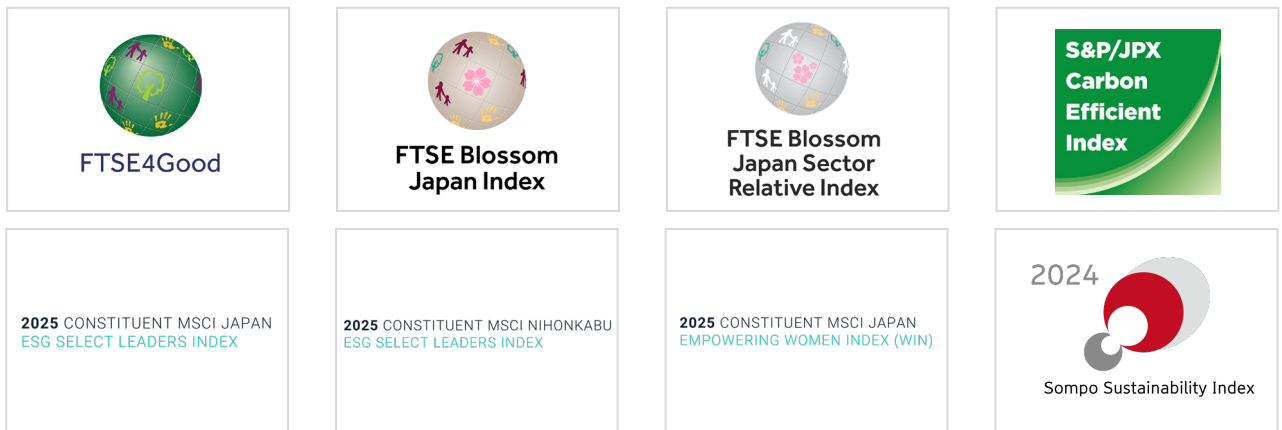 FTSE4Good
FTSE Blossom
Japan Index
FTSE Blossom
Japan Sector
Relative Index
S&P/JPX
Carbon
Efficient
Index
2025 CONSTITUENT MSCI JAPAN
ESG SELECT LEADERS INDEX
2025 CONSTITUENT MSCI NIHONKABU
ESG SELECT LEADERS INDEX
2025 CONSTITUENT MSCI JAPAN
EMPOWERING WOMEN INDEX (WIN)
2024
Sompo Sustainability Index